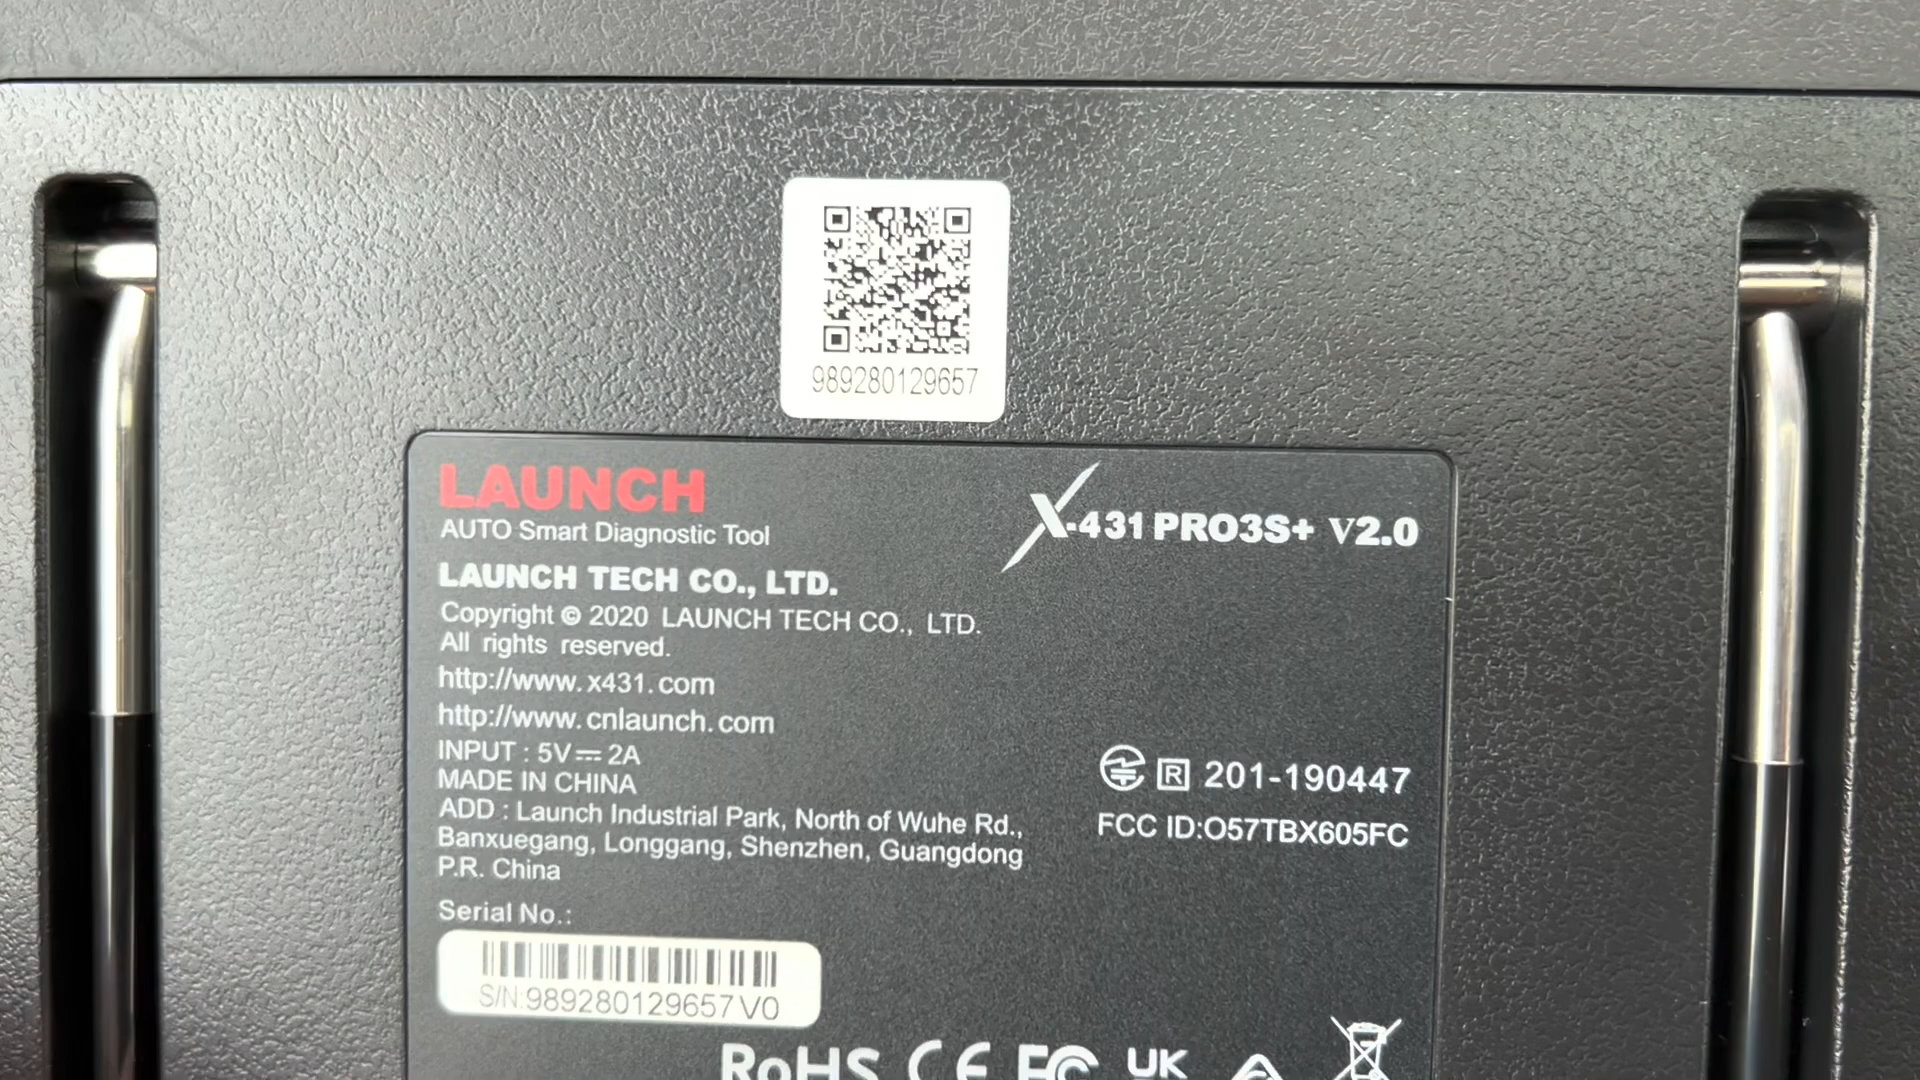 989280129657
LAUNCH
AUTO Smart Diagnostic Tool
X-431 PRO3S+ V2.0
LAUNCH TECH CO., LTD.
Copyright © 2020 LAUNCH TECH CO., LTD.
All rights reserved.
http://www.x431.com
http://www.cnlaunch.com
INPUT : 5V⎓2A
MADE IN CHINA
ADD : Launch Industrial Park, North of Wuhe Rd.,
Banxuegang, Longgang, Shenzhen, Guangdong
P.R. China
R 201-190447
FCC ID:O57TBX605FC
Serial No.:
S/N:989280129657V0
RoHS CE FC UK